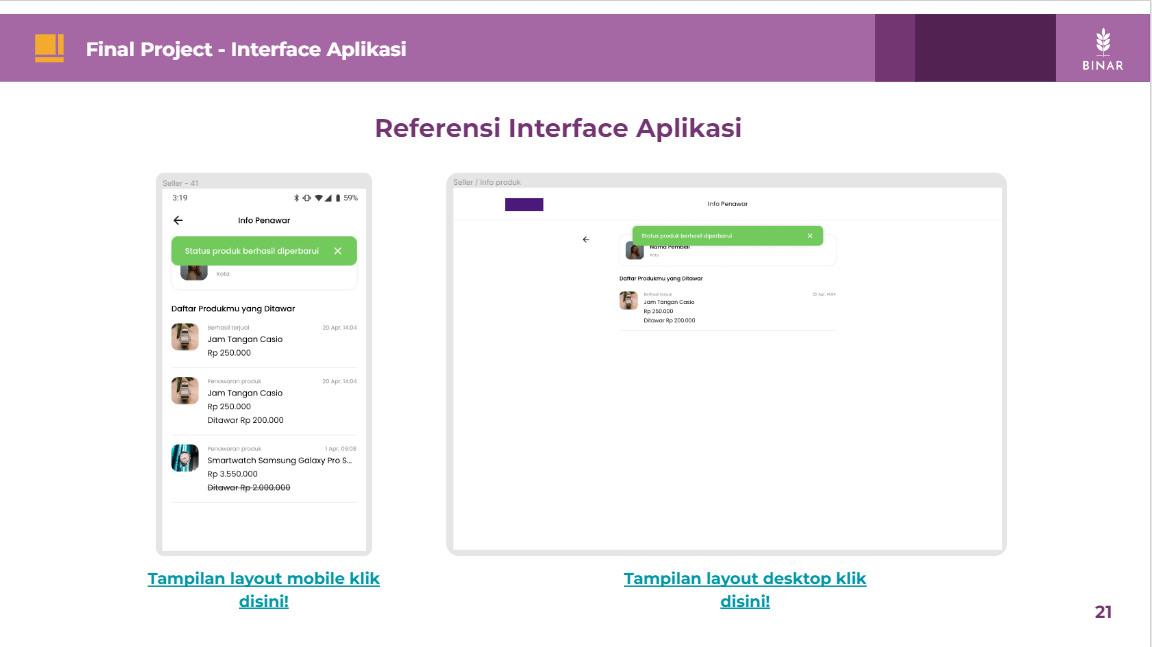 Final Project - Interface Aplikasi
BINAR
Referensi Interface Aplikasi
Seller - 41
3:19
59%
Info Penawar
Status produk berhasil diperbarui
Kota
Daftar Produkmu yang Ditawar
Berhasil terjual 20 Apr, 14:04
Jam Tangan Casio
Rp 250.000
Penawaran produk 20 Apr, 14:04
Jam Tangan Casio
Rp 250.000
Ditawar Rp 200.000
Penawaran produk 1 Apr, 09:08
Smartwatch Samsung Galaxy Pro S...
Rp 3.550.000
Ditawar Rp 2.000.000
Tampilan layout mobile klik
disini!
Seller / Info produk
Info Penawar
Status produk berhasil diperbarui
Nama Pembeli
Kota
Daftar Produkmu yang Ditawar
Berhasil terjual 20 Apr, 14:04
Jam Tangan Casio
Rp 250.000
Ditawar Rp 200.000
Tampilan layout desktop klik
disini!
21